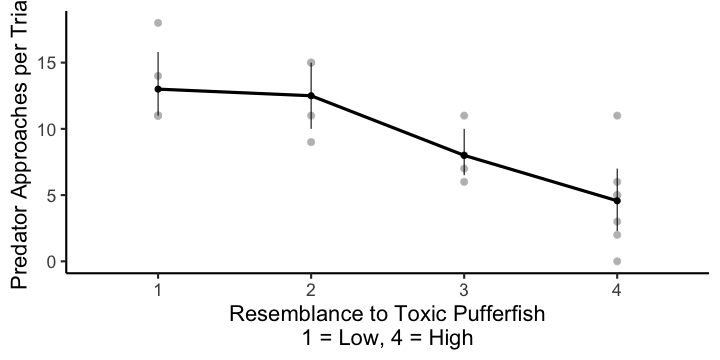 Predator Approaches per Tria
15
10
5
0
1 2 3 4
Resemblance to Toxic Pufferfish
1 = Low, 4 = High